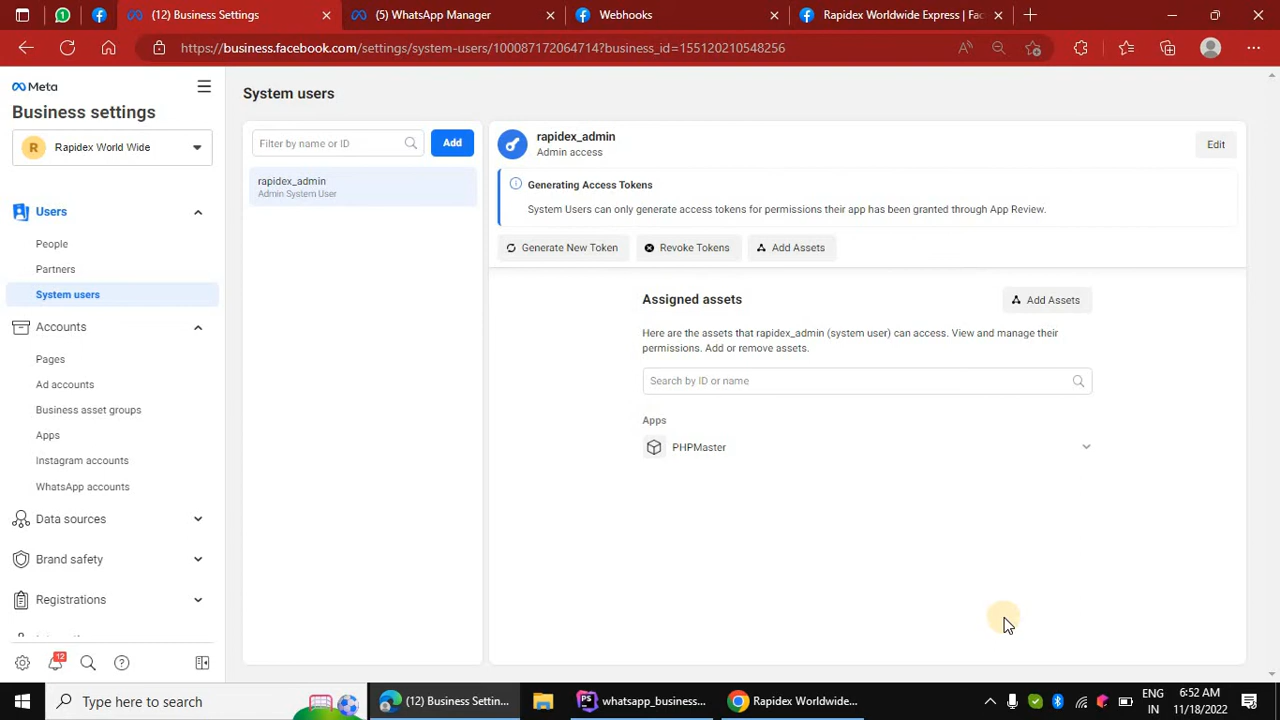 (12) Business Settings
(5) WhatsApp Manager
Webhooks
Rapidex Worldwide Express | Fac
https://business.facebook.com/settings/system-users/100087172064714?business_id=155120210548256
Meta
Business settings
R
Rapidex World Wide
Users
People
Partners
System users
Accounts
Pages
Ad accounts
Business asset groups
Apps
Instagram accounts
WhatsApp accounts
Data sources
Brand safety
Registrations
12
System users
Filter by name or ID
Add
rapidex_admin
Admin System User
rapidex_admin
Admin access
Edit
Generating Access Tokens
System Users can only generate access tokens for permissions their app has been granted through App Review.
Generate New Token
Revoke Tokens
Add Assets
Assigned assets
Add Assets
Here are the assets that rapidex_admin (system user) can access. View and manage their
permissions. Add or remove assets.
Search by ID or name
Apps
PHPMaster
Type here to search
(12) Business Settin...
PS
whatsapp_business...
Rapidex Worldwide...
ENG
IN
6:52 AM
11/18/2022